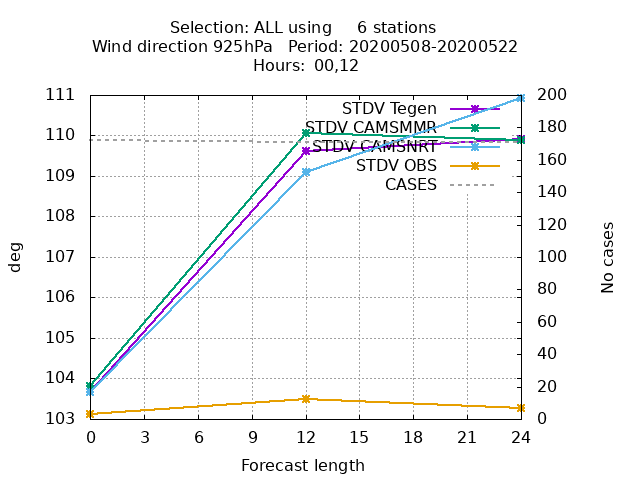 Selection: ALL using     6 stations
Wind direction 925hPa   Period: 20200508-20200522
Hours:  00,12
111
110
109
108
107
106
105
104
103
deg
200
180
160
140
120
100
80
60
40
20
0
No cases
STDV Tegen
STDV CAMSMMR
STDV CAMSNRT
STDV OBS
CASES
0 3 6 9 12 15 18 21 24
Forecast length